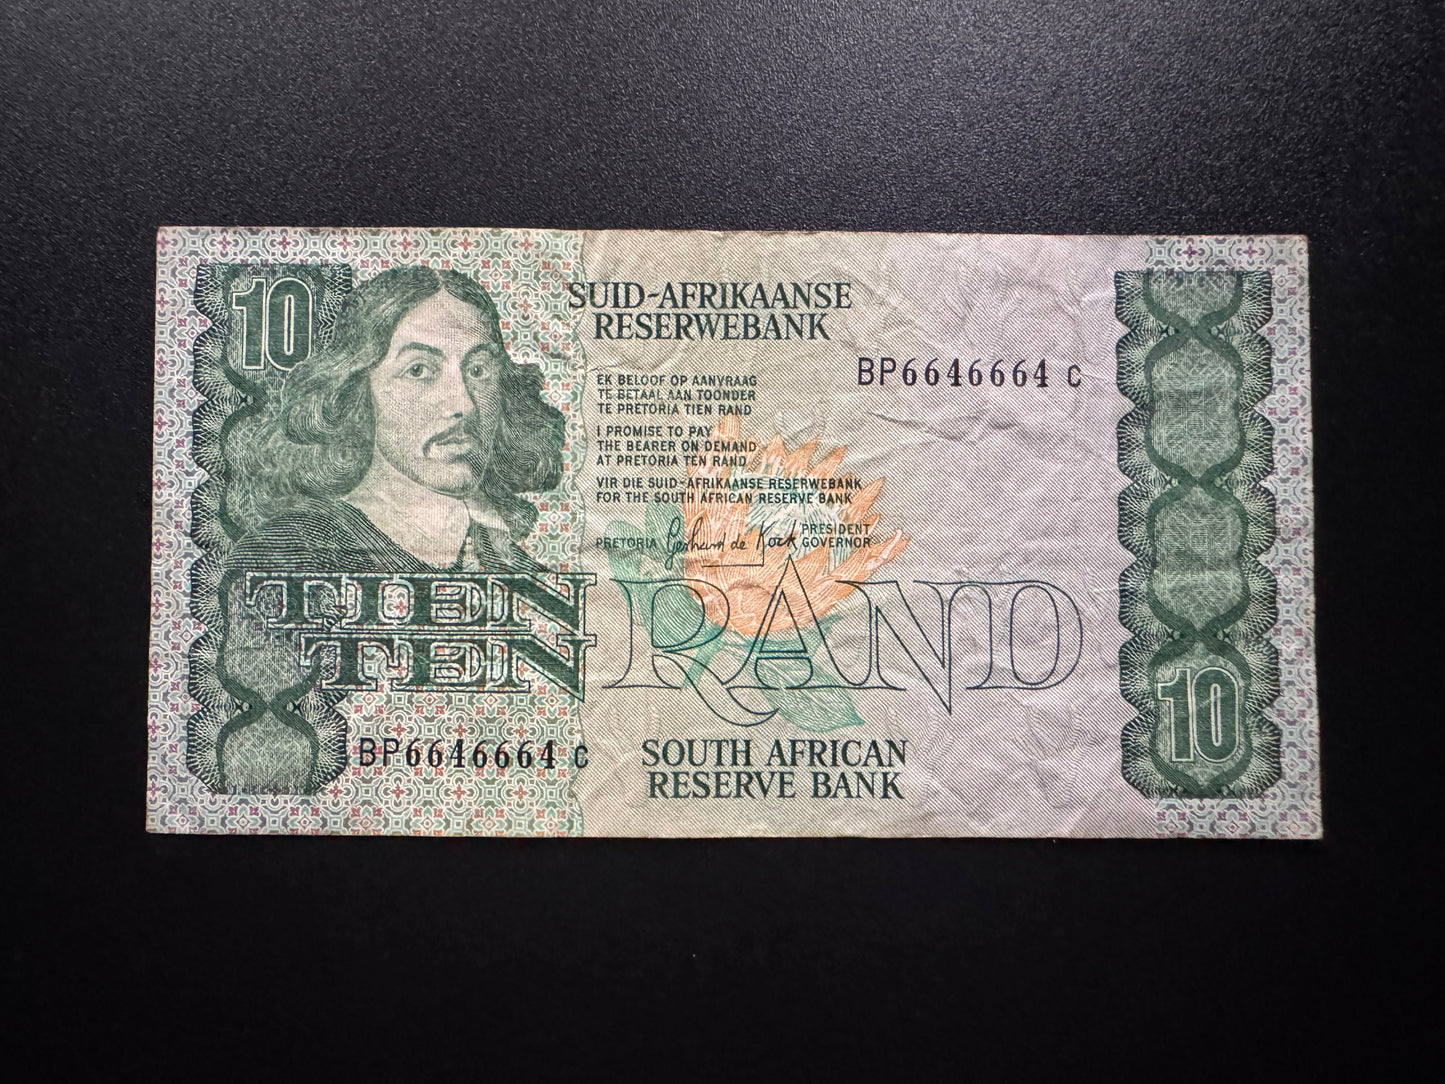 10
SUID-AFRIKAANSE
RESERWEBANK
BP6646664 C
EK BELOOF OP AANVRAAG
TE BETAAL AAN TOONDER
TE PRETORIA TIEN RAND
I PROMISE TO PAY
THE BEARER ON DEMAND
AT PRETORIA TEN RAND
VIR DIE SUID-AFRIKAANSE RESERWEBANK
FOR THE SOUTH AFRICAN RESERVE BANK
PRETORIA Gerhard de Kock PRESIDENT
GOVERNOR
TIEN
TEN RAND
10
BP6646664 C
SOUTH AFRICAN
RESERVE BANK